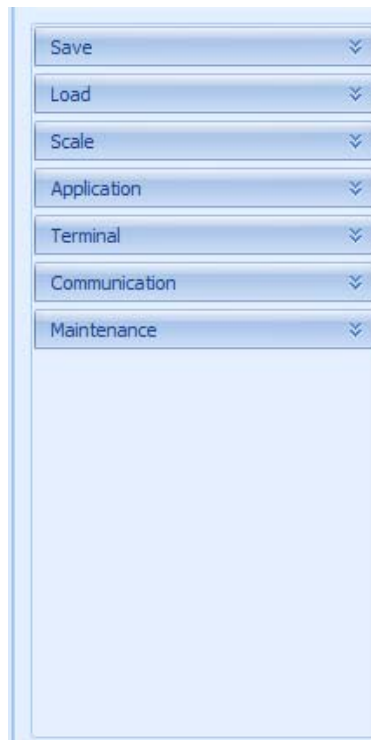 Save
Load
Scale
Application
Terminal
Communication
Maintenance